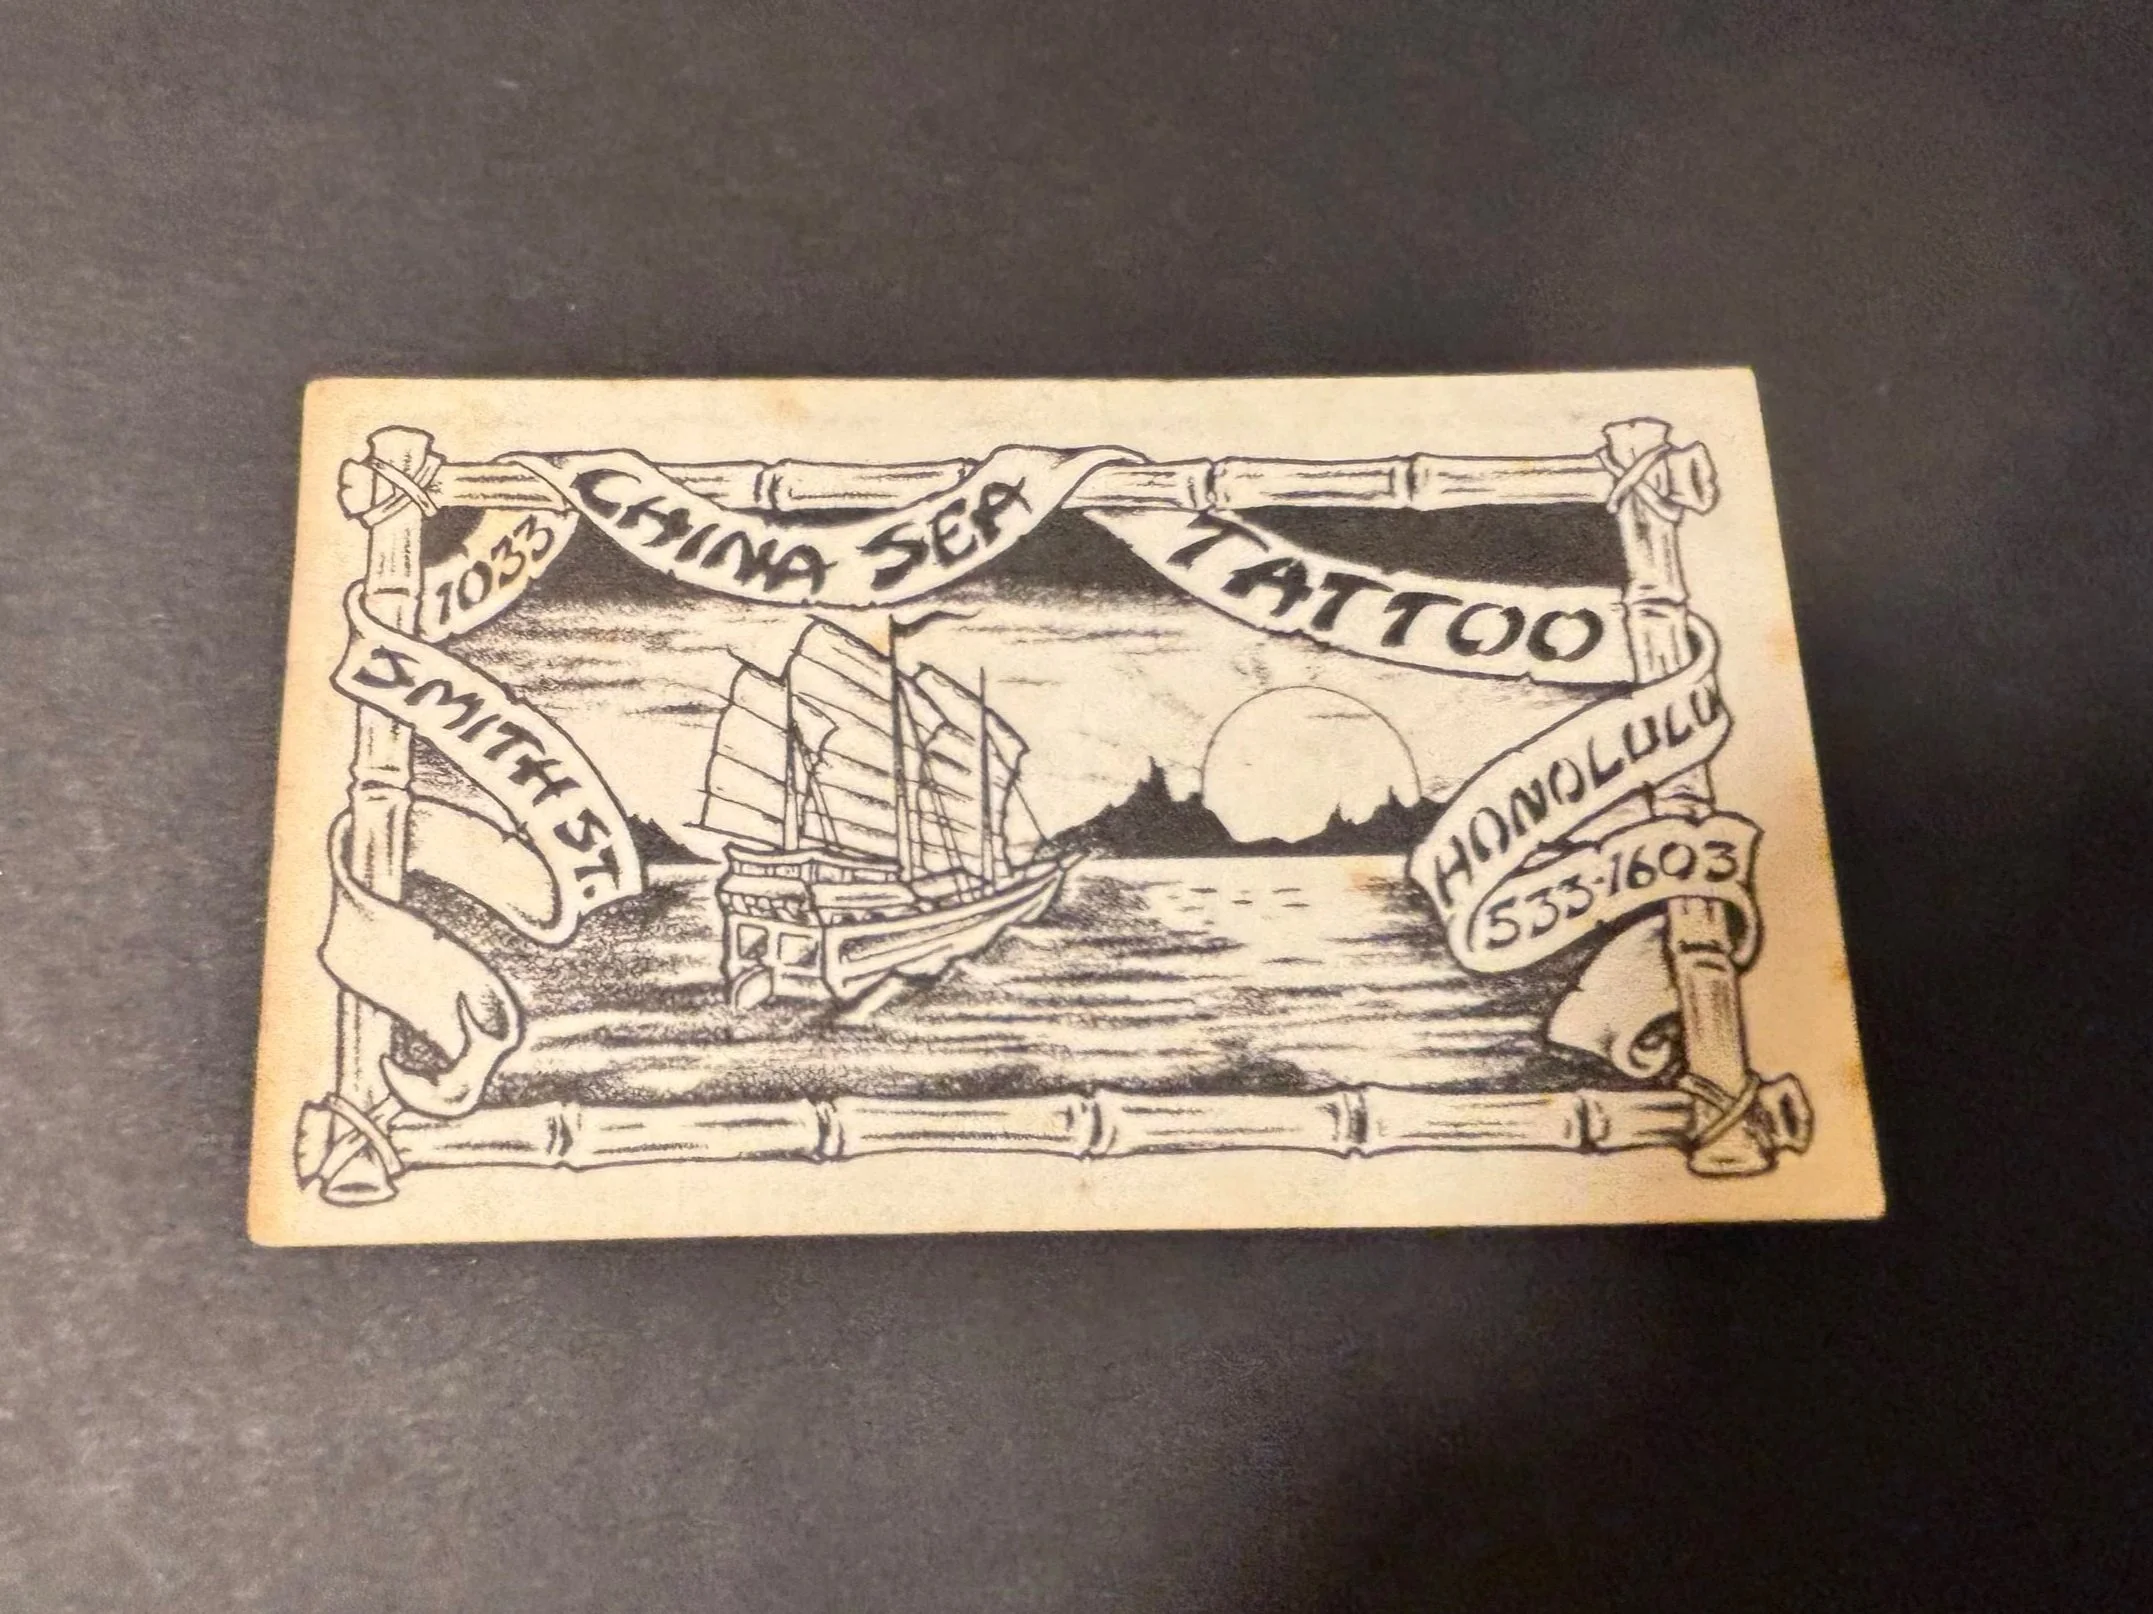 CHINA SEA
TATTOO
1033
SMITH ST.
HONOLULU
533-1603